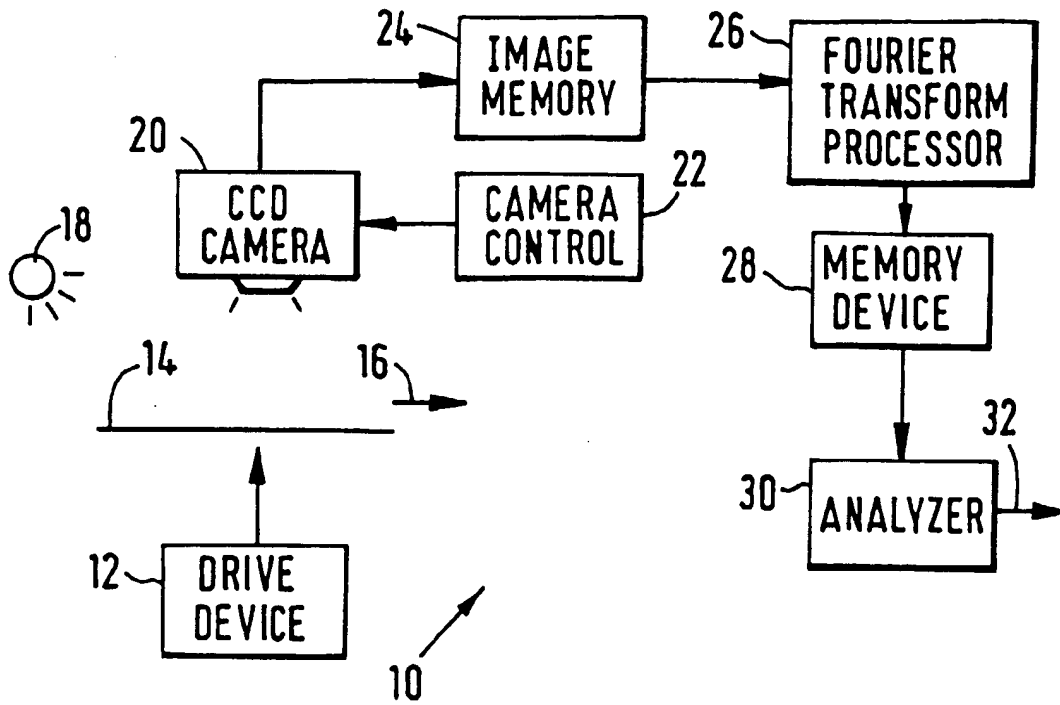 24
IMAGE
MEMORY
26
FOURIER
TRANSFORM
PROCESSOR
20
CCD
CAMERA
CAMERA
CONTROL
22
18
28
MEMORY
DEVICE
14
16
32
30
ANALYZER
12
DRIVE
DEVICE
10